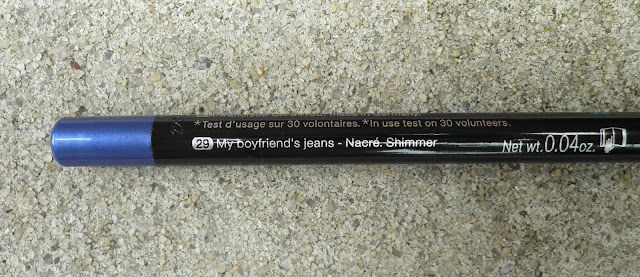 *Test d'usage sur 30 volontaires. *In use test on 30 volunteers.
29 My boyfriend's jeans - Nacré. Shimmer
Net wt. 0.04oz.